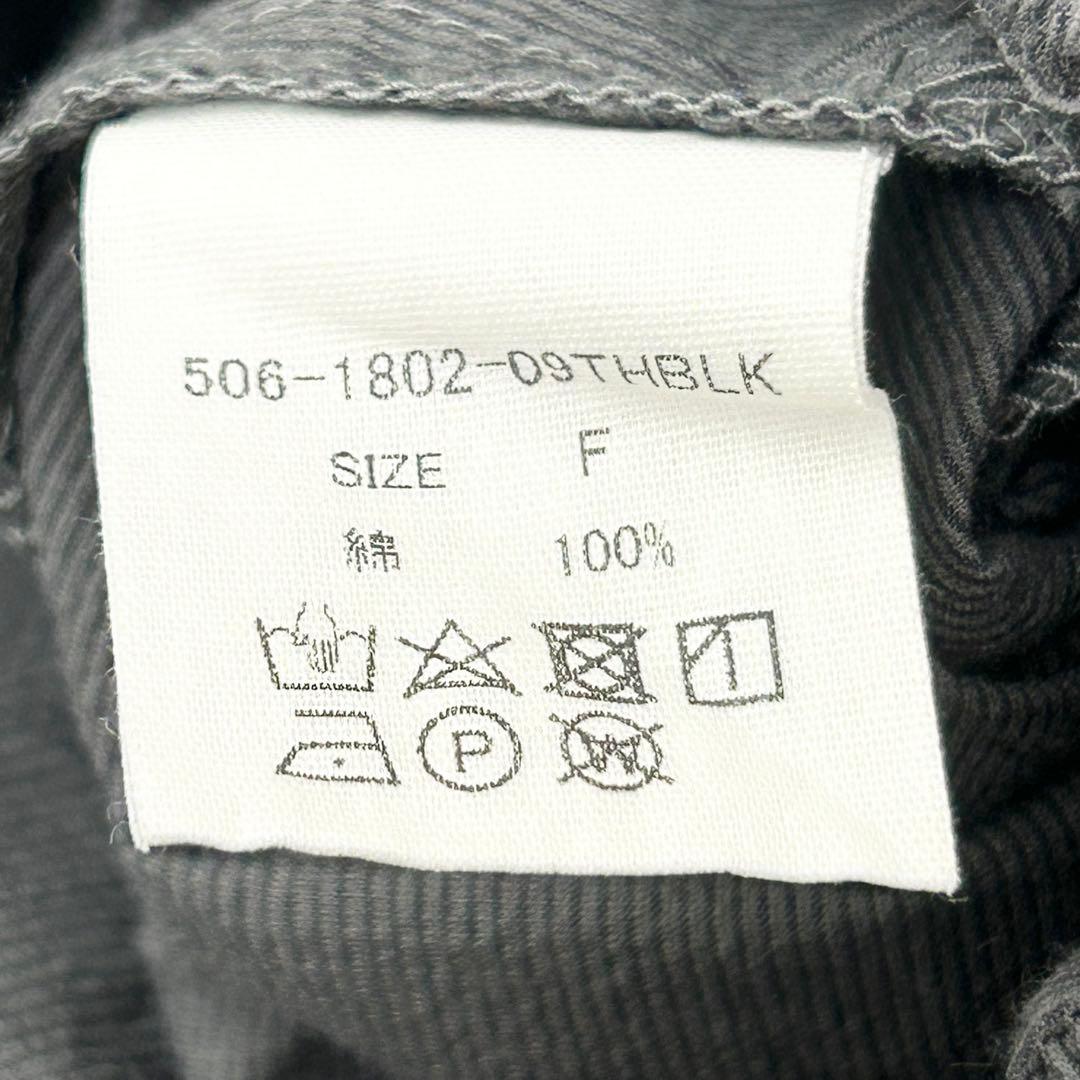 506-1802-09THBLK
SIZE F
綿 100%
P W